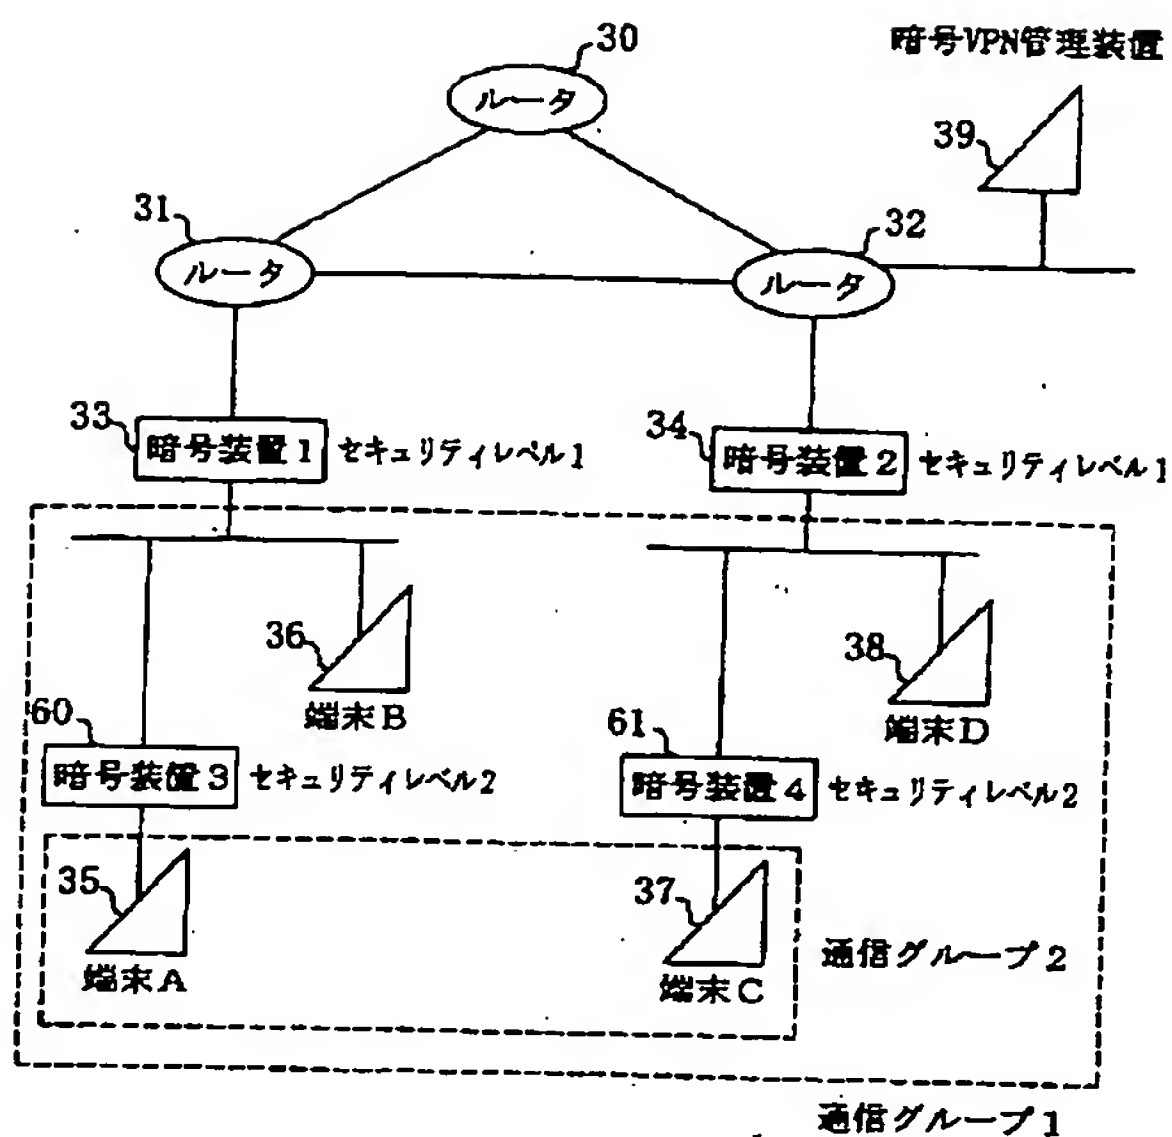 30
暗号VPN管理装置
ルータ
39
31
32
ルータ
ルータ
33
暗号装置1
セキュリティレベル1
34
暗号装置2
セキュリティレベル1
36
端末B
38
端末D
60
暗号装置3
セキュリティレベル2
61
暗号装置4
セキュリティレベル2
35
端末A
37
端末C
通信グループ2
通信グループ1